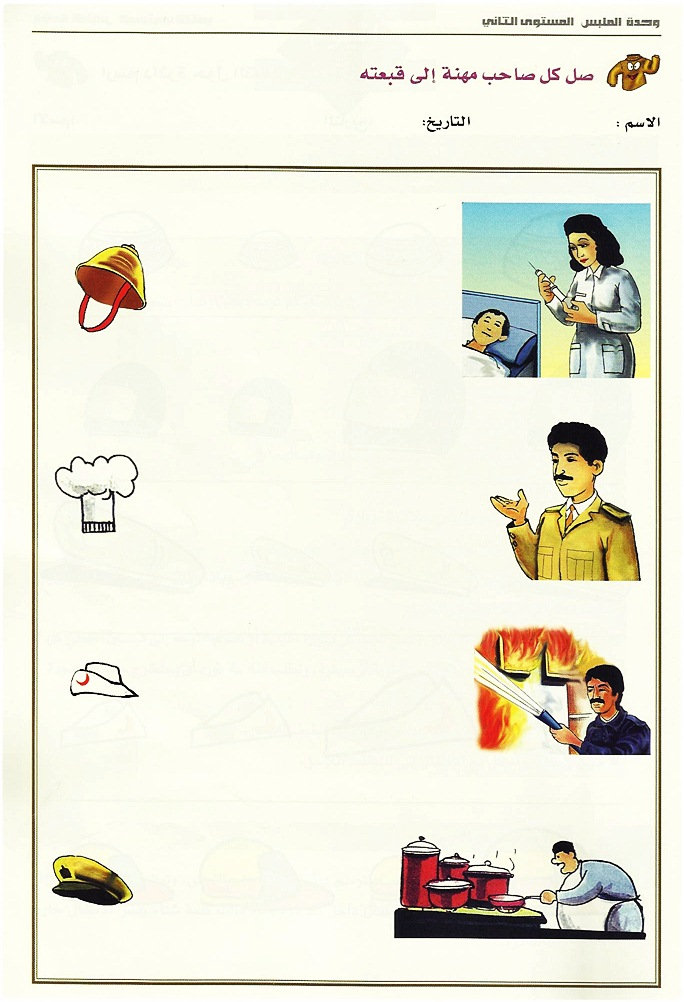 وحدة الملبس المستوى الثاني
صل كل صاحب مهنة إلى قبعته
الاسم : التاريخ: